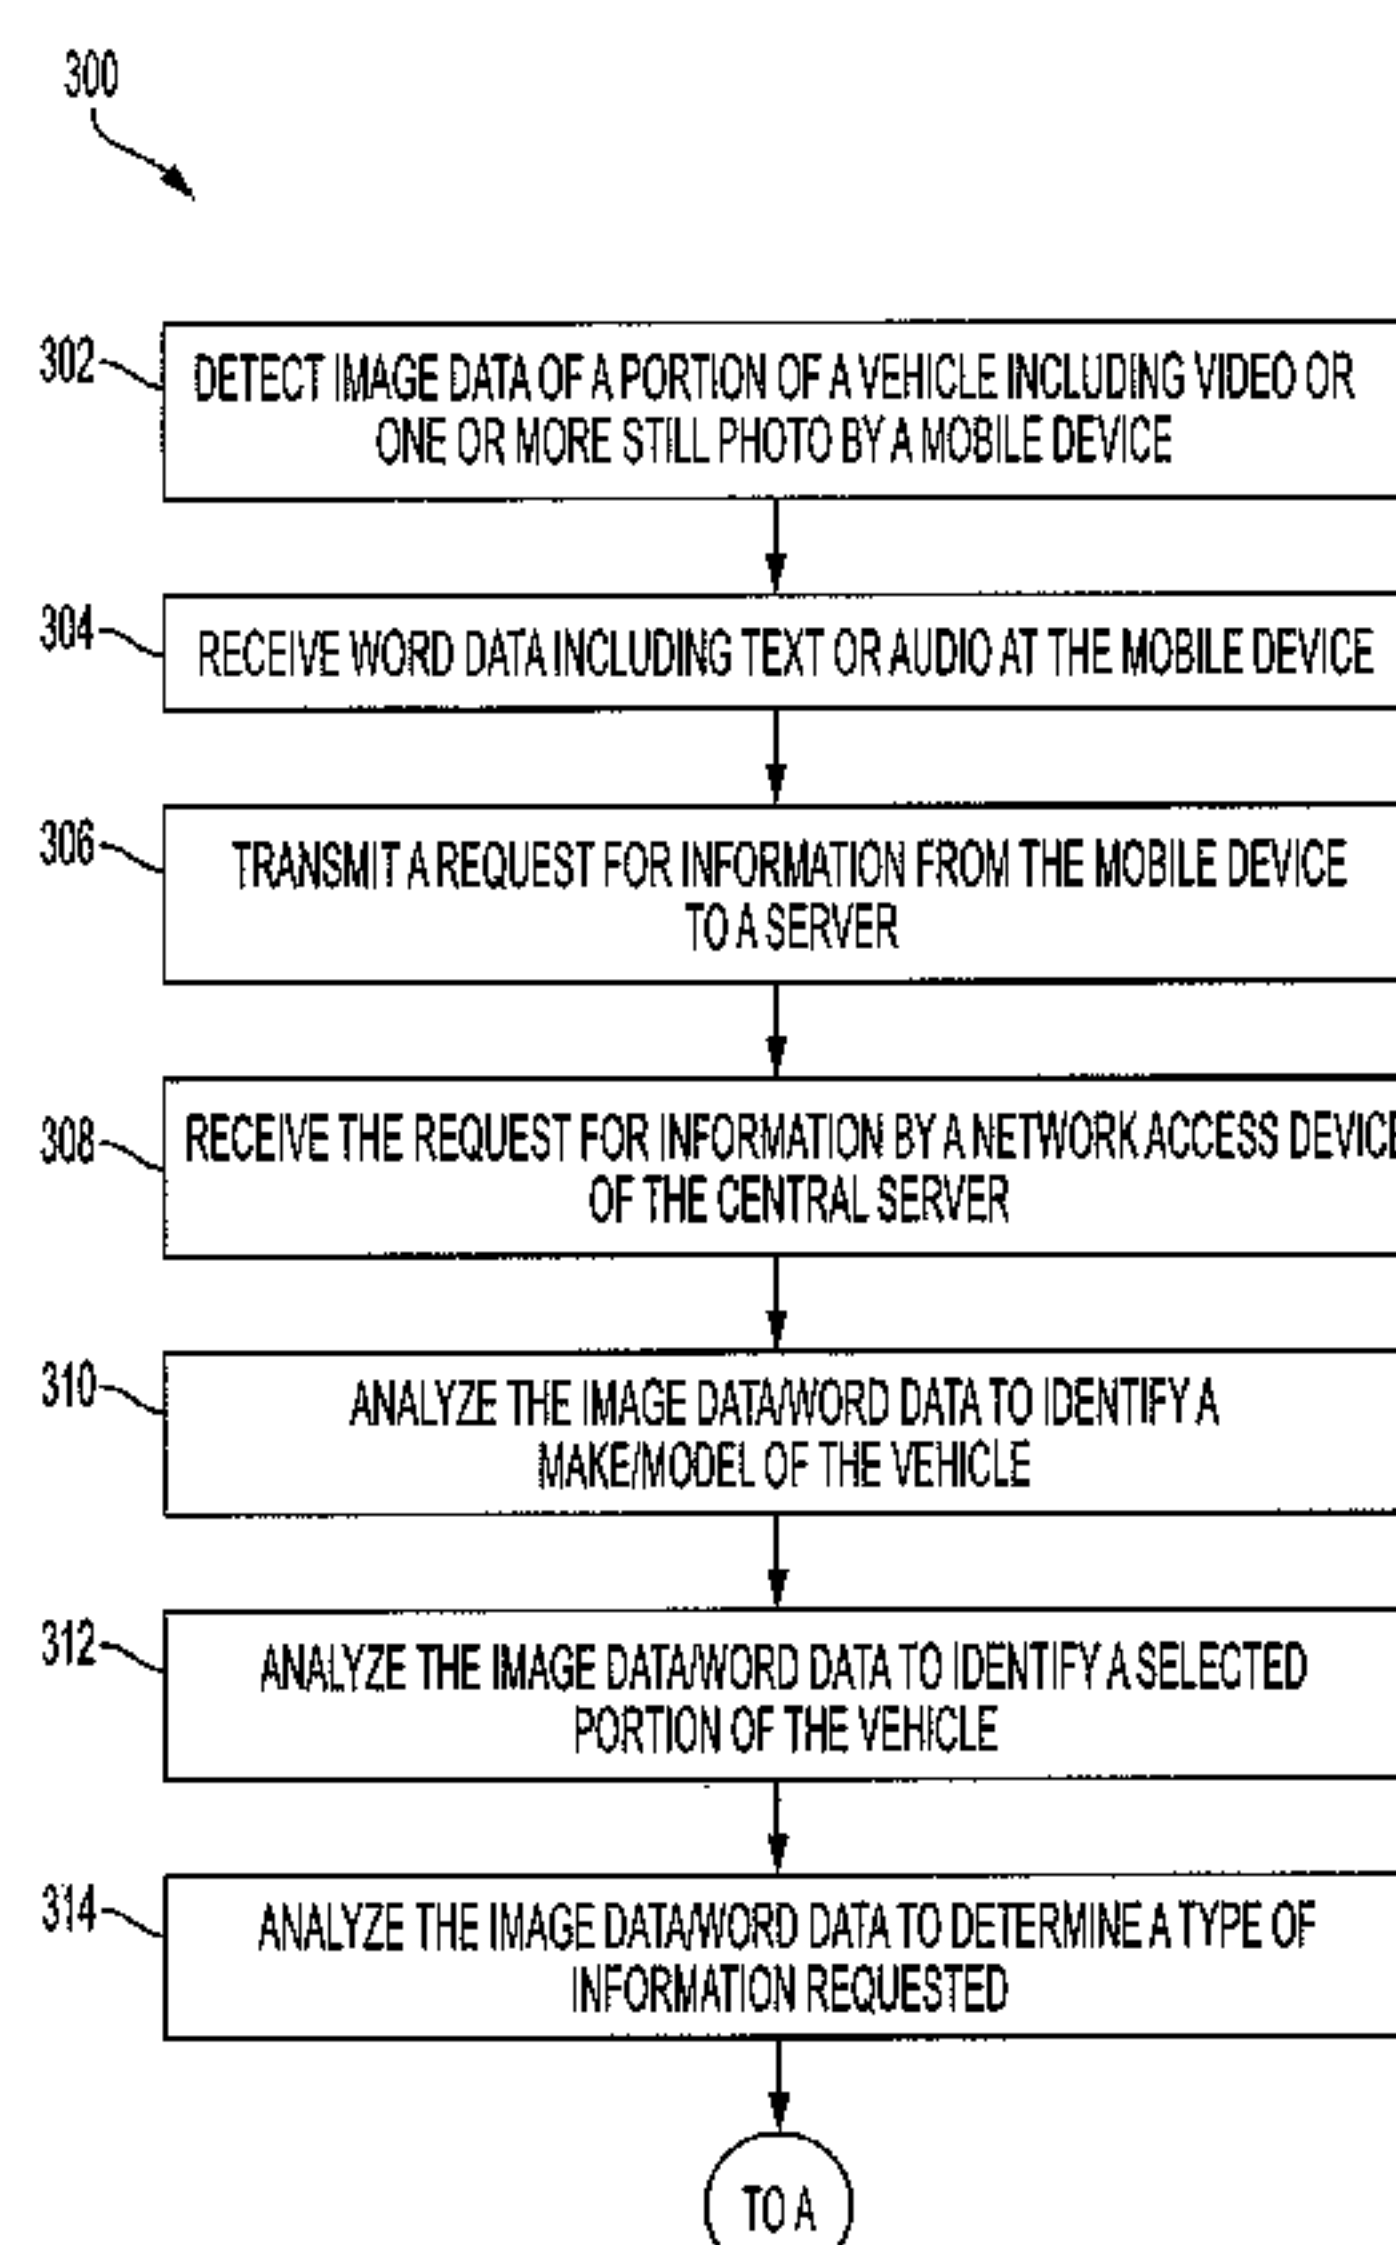 300
302
DETECT IMAGE DATA OF A PORTION OF A VEHICLE INCLUDING VIDEO OR
ONE OR MORE STILL PHOTO BY A MOBILE DEVICE
304
RECEIVE WORD DATA INCLUDING TEXT OR AUDIO AT THE MOBILE DEVICE
306
TRANSMIT A REQUEST FOR INFORMATION FROM THE MOBILE DEVICE
TO A SERVER
308
RECEIVE THE REQUEST FOR INFORMATION BY A NETWORK ACCESS DEVICE
OF THE CENTRAL SERVER
310
ANALYZE THE IMAGE DATA/WORD DATA TO IDENTIFY A
MAKE/MODEL OF THE VEHICLE
312
ANALYZE THE IMAGE DATA/WORD DATA TO IDENTIFY A SELECTED
PORTION OF THE VEHICLE
314
ANALYZE THE IMAGE DATA/WORD DATA TO DETERMINE A TYPE OF
INFORMATION REQUESTED
TO A